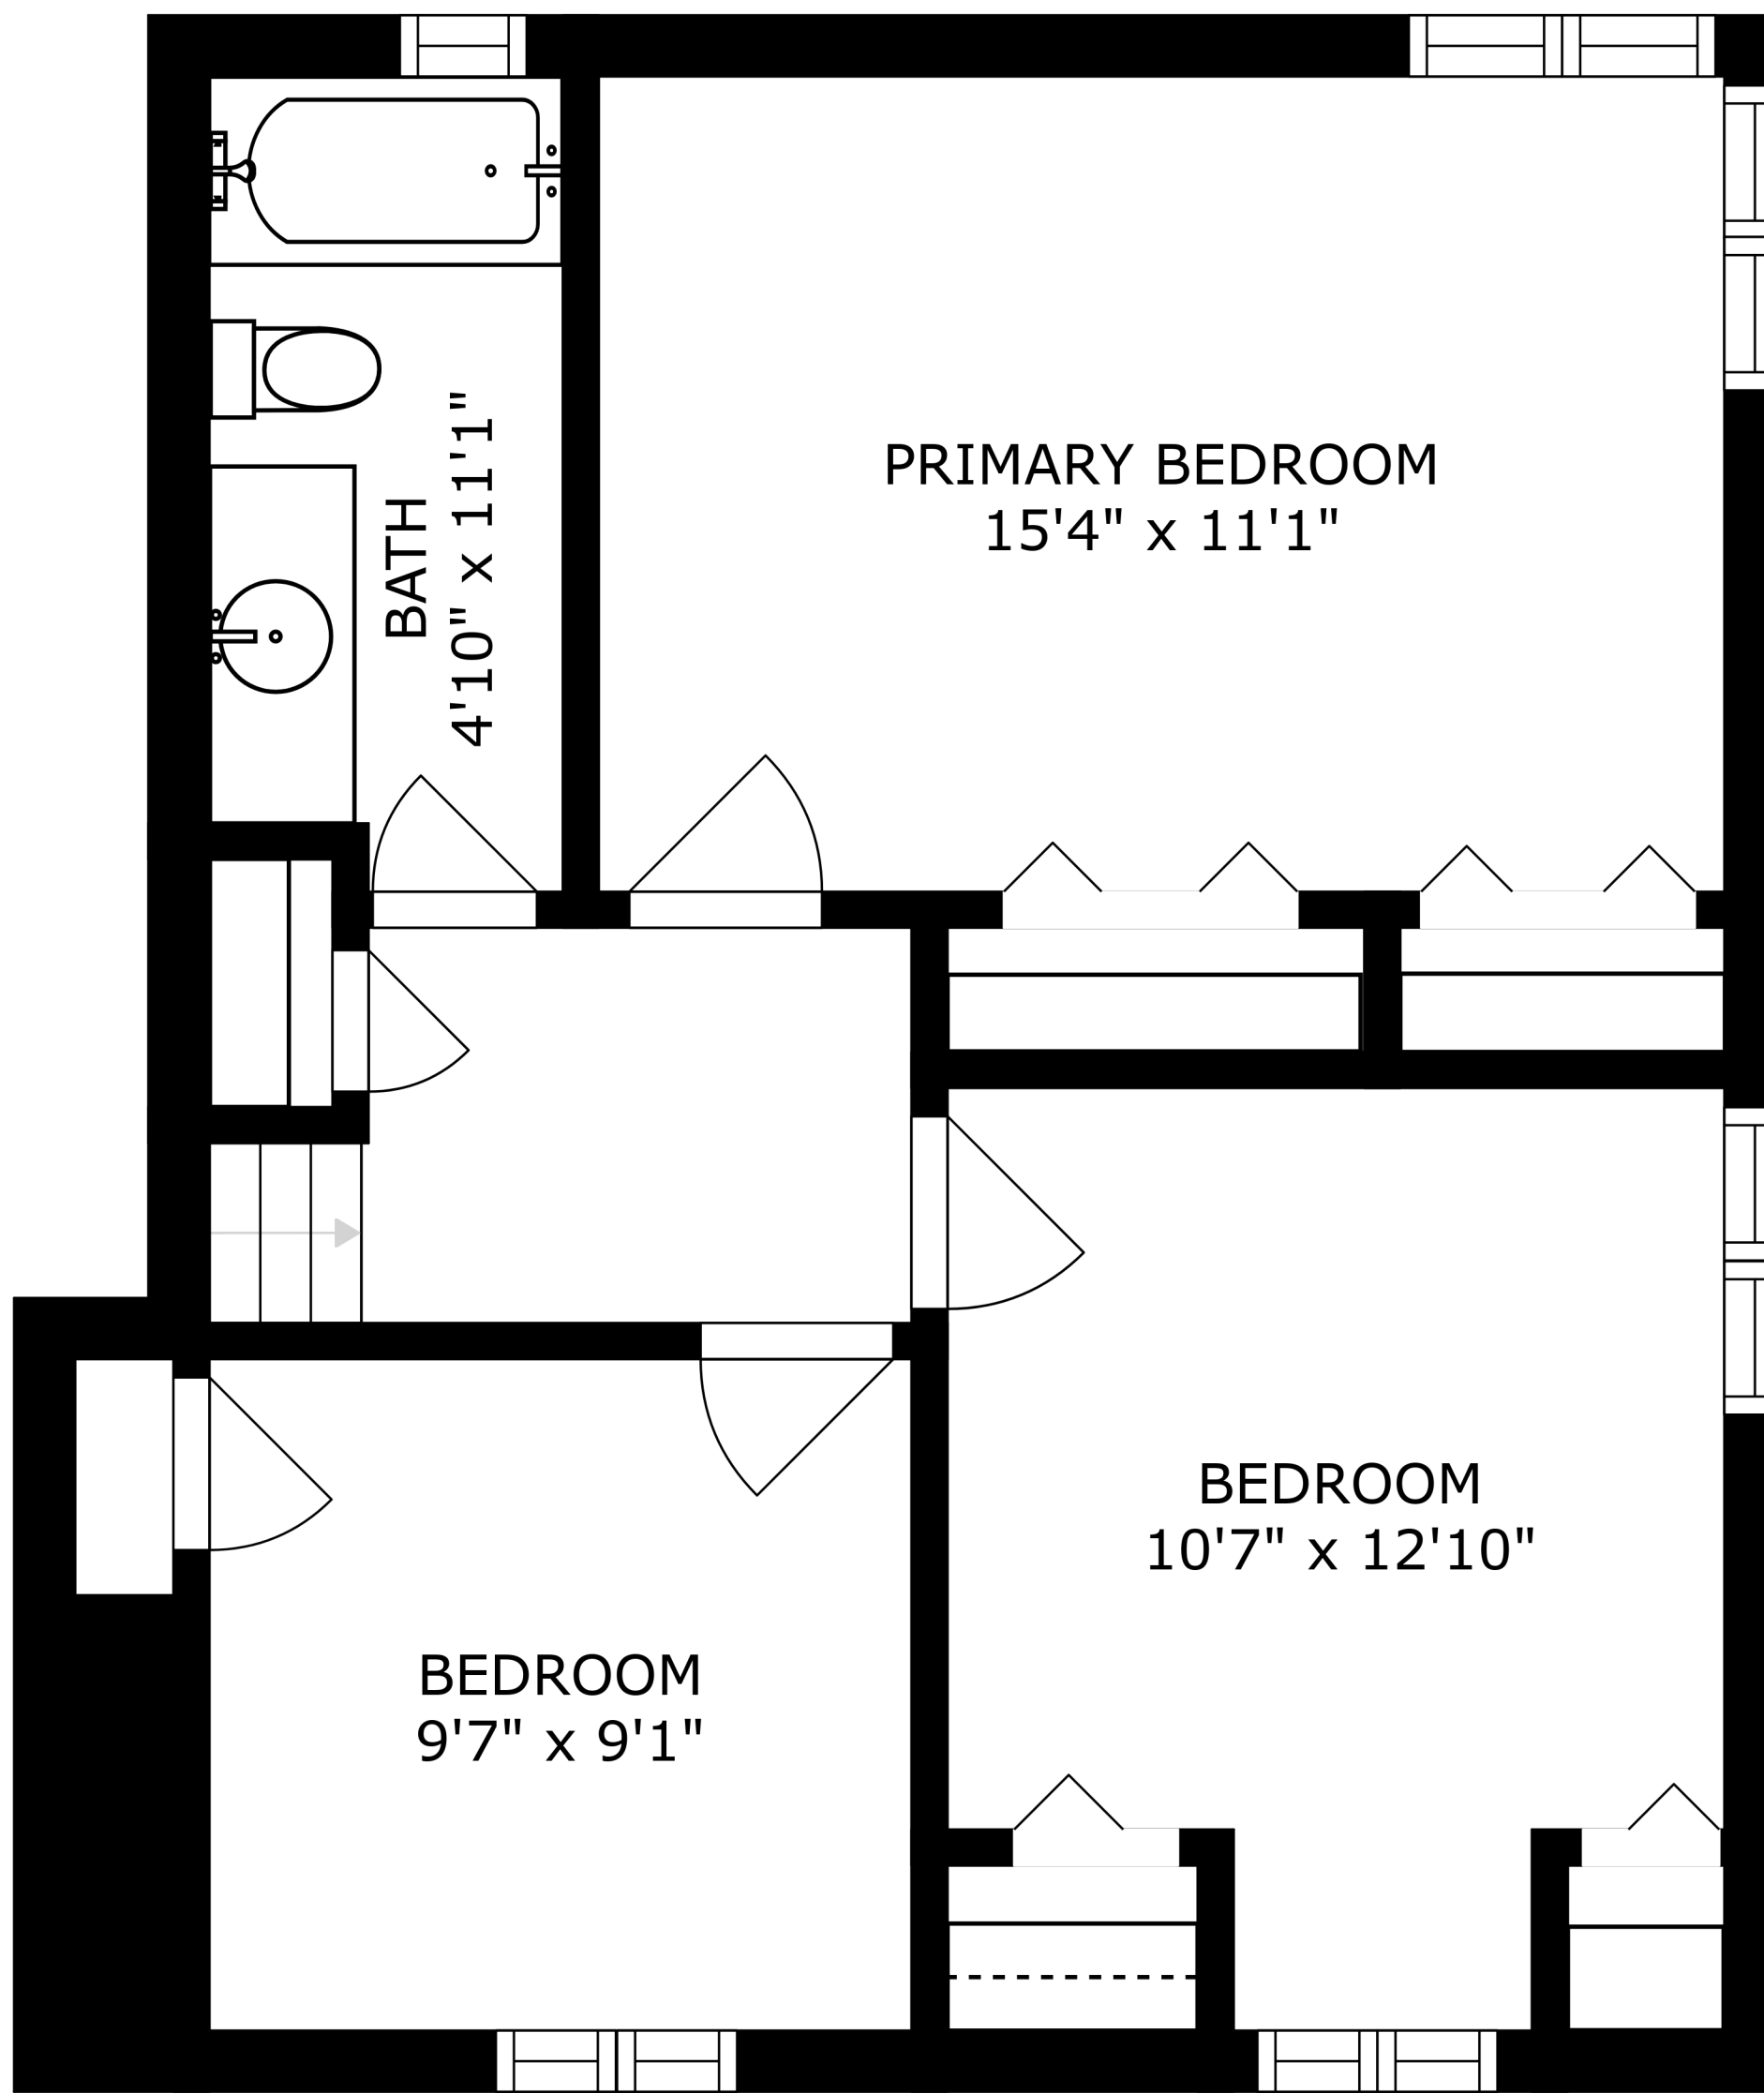 PRIMARY BEDROOM
15'4" x 11'1"
BATH
4'10" x 11'1"
BEDROOM
10'7" x 12'10"
BEDROOM
9'7" x 9'1"